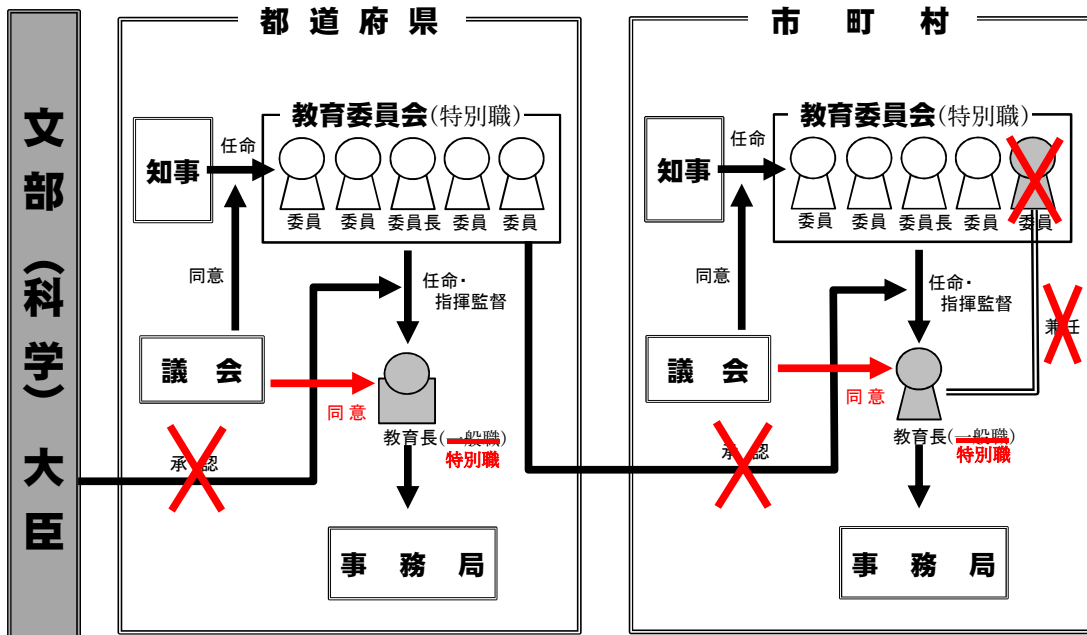 文部(科学)大臣
都道府県
教育委員会(特別職)
知事
任命
委員 委員 委員長 委員 委員
同意
任命・
指揮監督
議会
同意
教育長(一般職)
特別職
承認
事務局
市町村
教育委員会(特別職)
知事
任命
委員 委員 委員長 委員 委員
同意
任命・
指揮監督
兼任
議会
同意
教育長(一般職)
特別職
承認
事務局